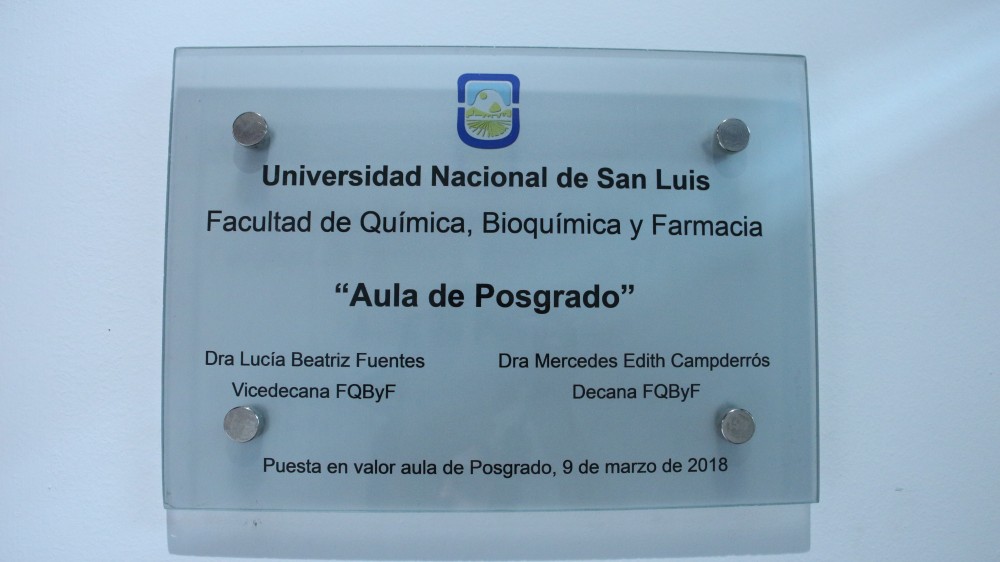 Universidad Nacional de San Luis
Facultad de Química, Bioquímica y Farmacia
“Aula de Posgrado”
Dra Lucía Beatriz Fuentes
Vicedecana FQByF
Dra Mercedes Edith Campderrós
Decana FQByF
Puesta en valor aula de Posgrado, 9 de marzo de 2018